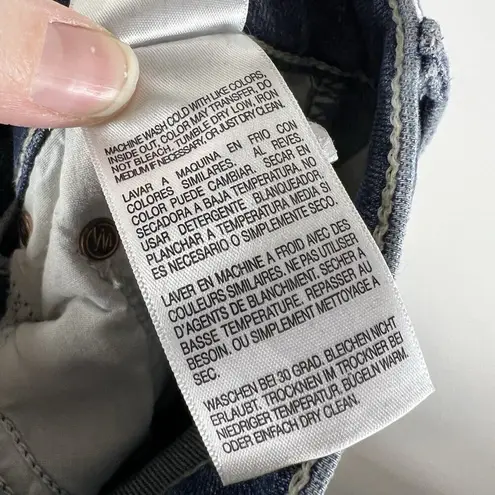 MACHINE WASH COLD WITH LIKE COLORS,
INSIDE OUT. COLOR MAY TRANSFER. DO
NOT BLEACH. TUMBLE DRY LOW. IRON
MEDIUM IF NECESSARY, OR JUST DRY CLEAN.
LAVAR A MAQUINA EN FRIO CON
COLORES SIMILARES. AL REVES.
COLOR PUEDE CAMBIAR. SECAR EN
SECADORA A BAJA TEMPERATURA. NO
USAR DETERGENTE BLANQUEADOR.
PLANCHAR A TEMPERATURA MEDIA SI
ES NECESARIO O SIMPLEMENTE SECO.
LAVER EN MACHINE A FROID AVEC DES
COULEURS SIMILAIRES. NE PAS UTILISER
D'AGENTS DE BLANCHIMENT. SÉCHER A
BASSE TEMPERATURE. REPASSER AU
BESOIN. OU SIMPLEMENT METTOYAGE A
SEC.
WASCHEN BEI 30 GRAD. BLEICHEN NICHT
ERLAUBT. TROCKNEN IM TROCKNER BEI
NIEDRIGER TEMPERATUR. BÜGELN WARM.
ODER EINFACH DRY CLEAN.